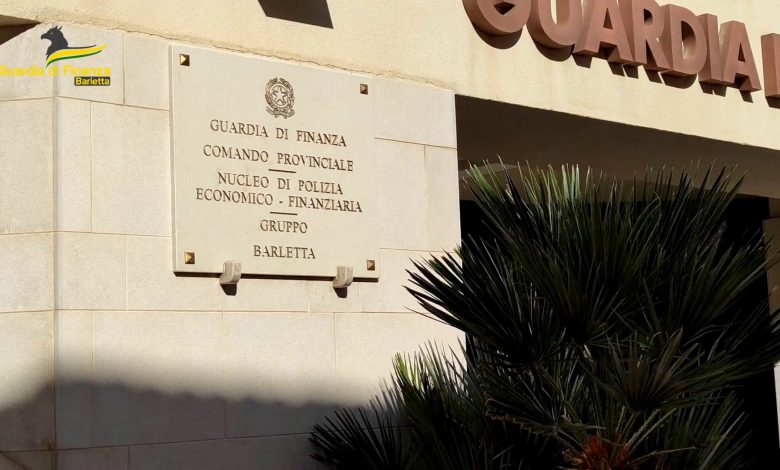 Guardia di Finanza
Barletta
GUARDIA
GUARDIA DI FINANZA
COMANDO PROVINCIALE
NUCLEO DI POLIZIA
ECONOMICO - FINANZIARIA
GRUPPO
BARLETTA